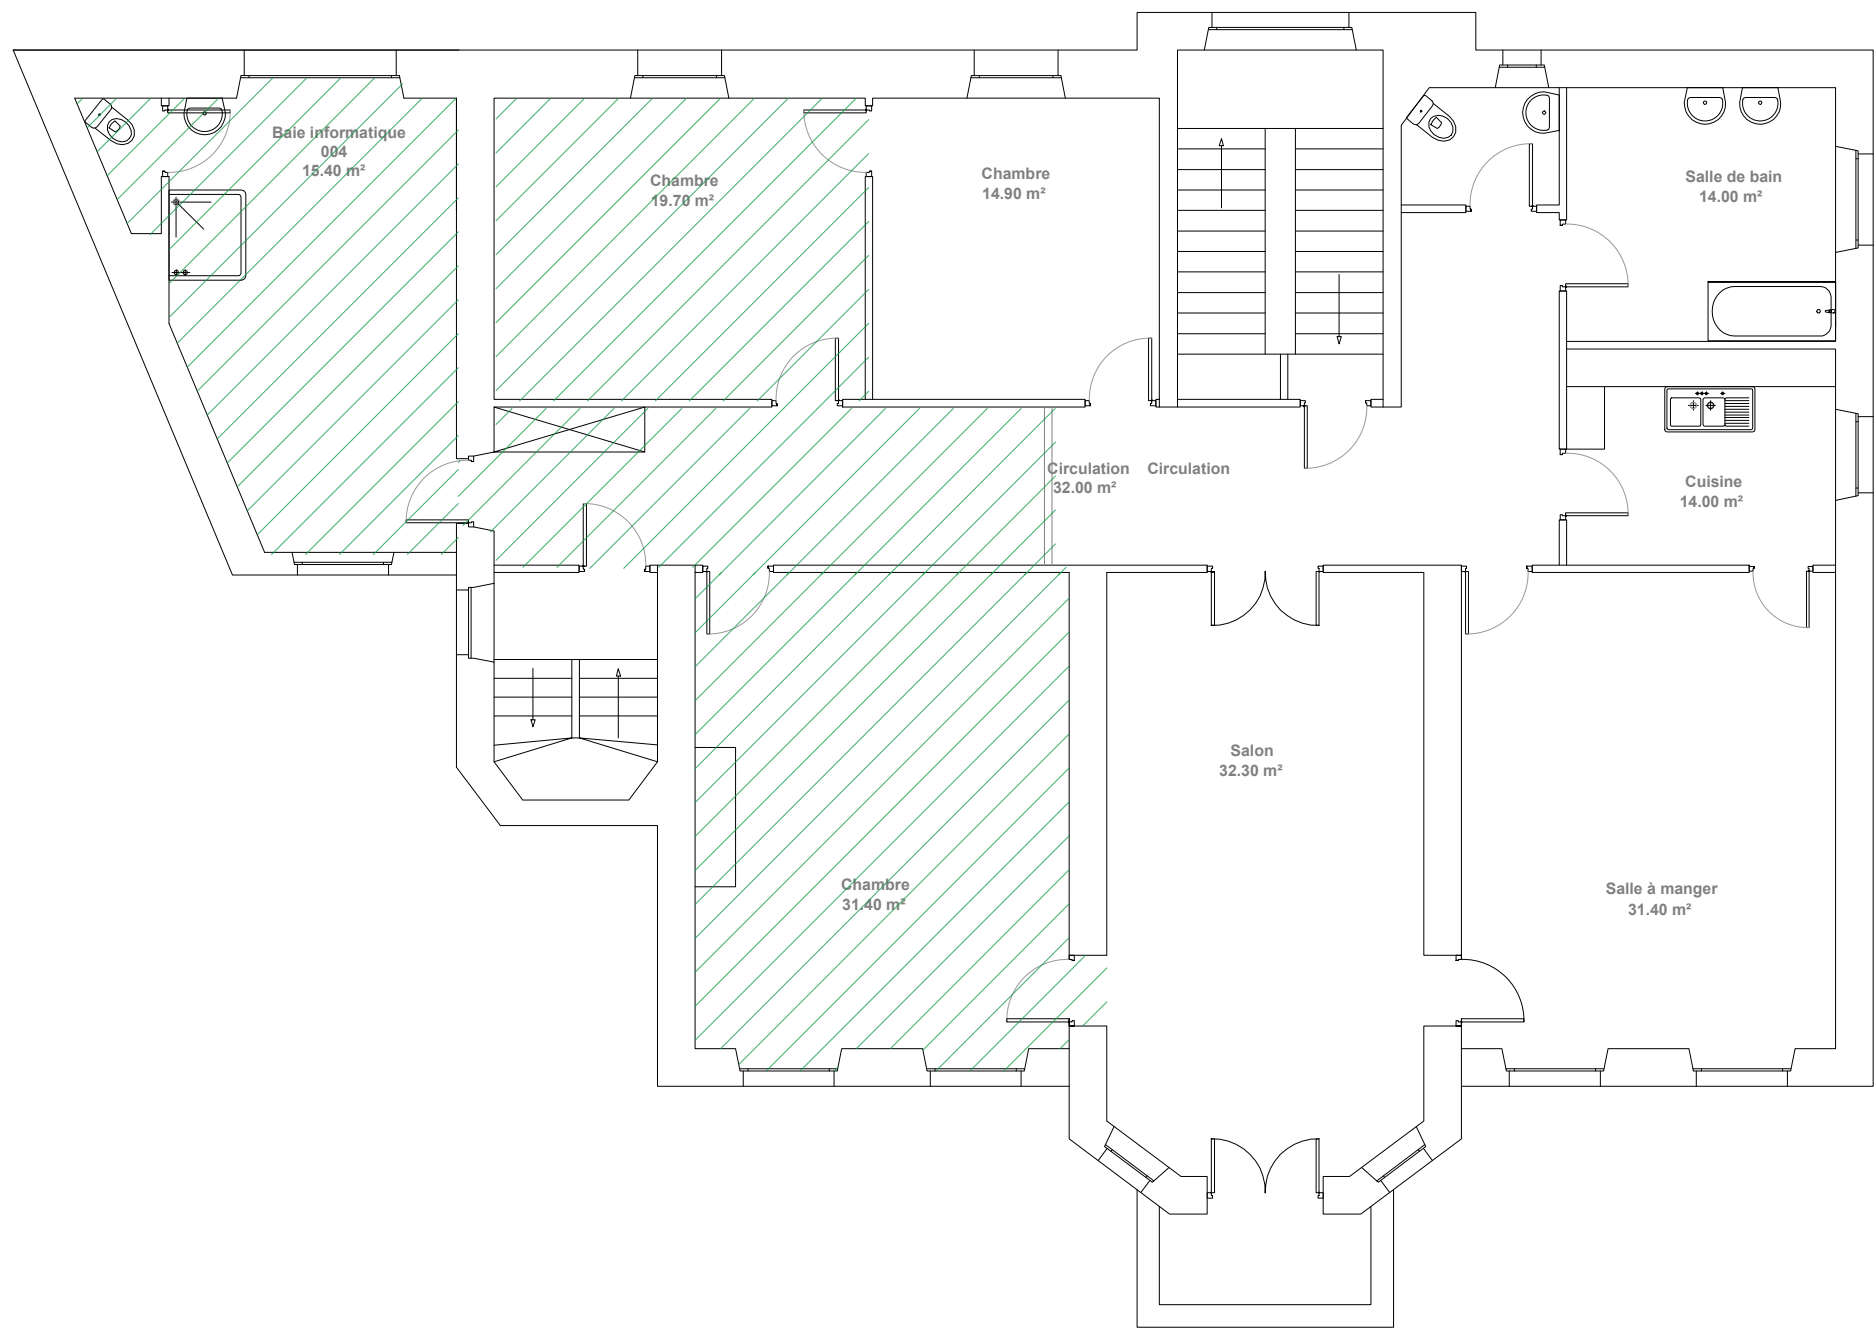 Baie informatique
004
15.40 m²
Chambre
19.70 m²
Chambre
14.90 m²
Salle de bain
14.00 m²
Circulation
32.00 m²
Circulation
Cuisine
14.00 m²
Salon
32.30 m²
Chambre
31.40 m²
Salle à manger
31.40 m²